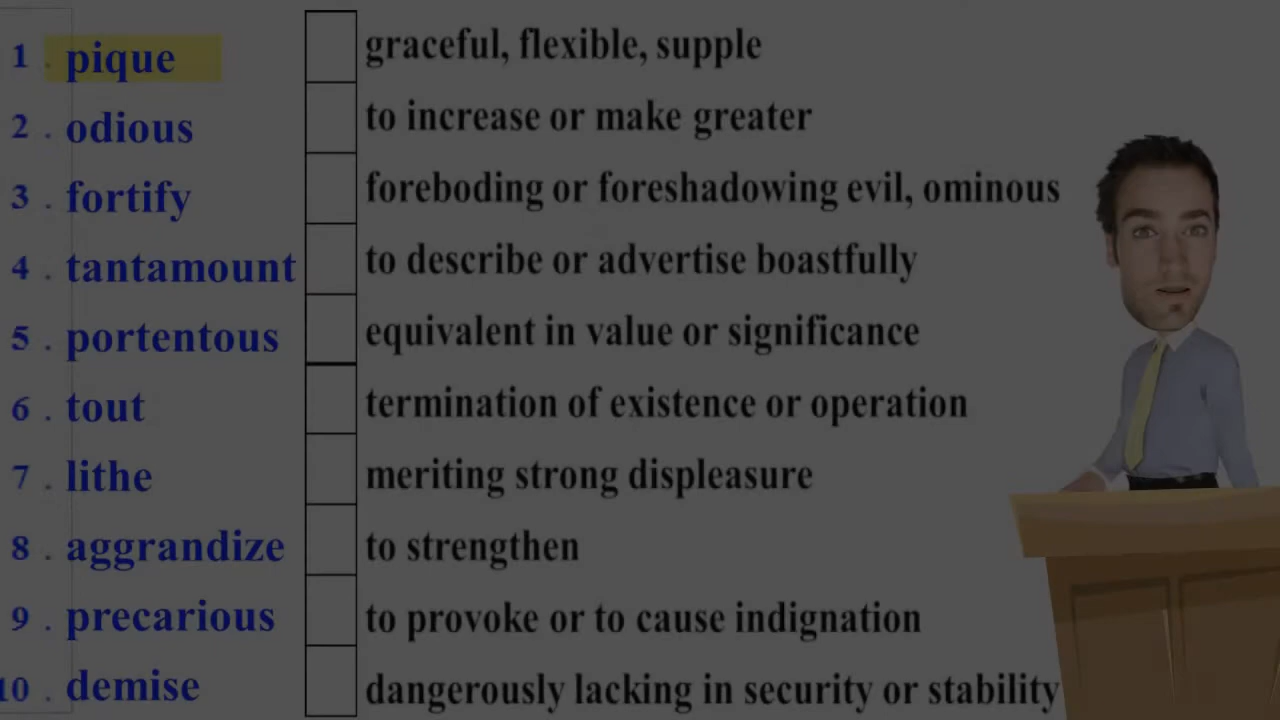 1 . pique
graceful, flexible, supple
2 . odious
to increase or make greater
3 . fortify
foreboding or foreshadowing evil, ominous
4 . tantamount
to describe or advertise boastfully
5 . portentous
equivalent in value or significance
6 . tout
termination of existence or operation
7 . lithe
meriting strong displeasure
8 . aggrandize
to strengthen
9 . precarious
to provoke or to cause indignation
10 . demise
dangerously lacking in security or stability